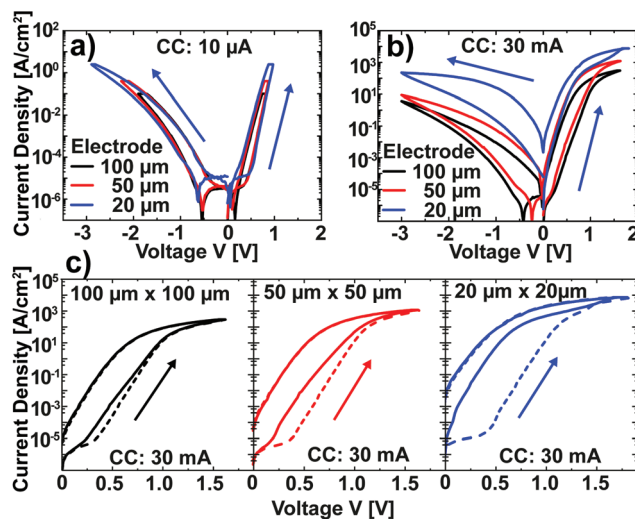 a)
CC: 10 µA
Current Density [A/cm²]
10²
10⁰
10⁻²
10⁻⁴
10⁻⁶
Electrode
100 µm
50 µm
20 µm
-3 -2 -1 0 1 2
Voltage V [V]
b)
CC: 30 mA
10⁵
10³
10¹
10⁻¹
10⁻³
10⁻⁵
Electrode
100 µm
50 µm
20 µm
-3 -2 -1 0 1 2
Voltage V [V]
c)
Current Density [A/cm²]
10⁵
10³
10¹
10⁻¹
10⁻³
10⁻⁵
100 µm x 100 µm
CC: 30 mA
0 0.5 1.0 1.5
50 µm x 50 µm
CC: 30 mA
0 0.5 1.0 1.5
20 µm x 20µm
CC: 30 mA
0 0.5 1.0 1.5
Voltage V [V]